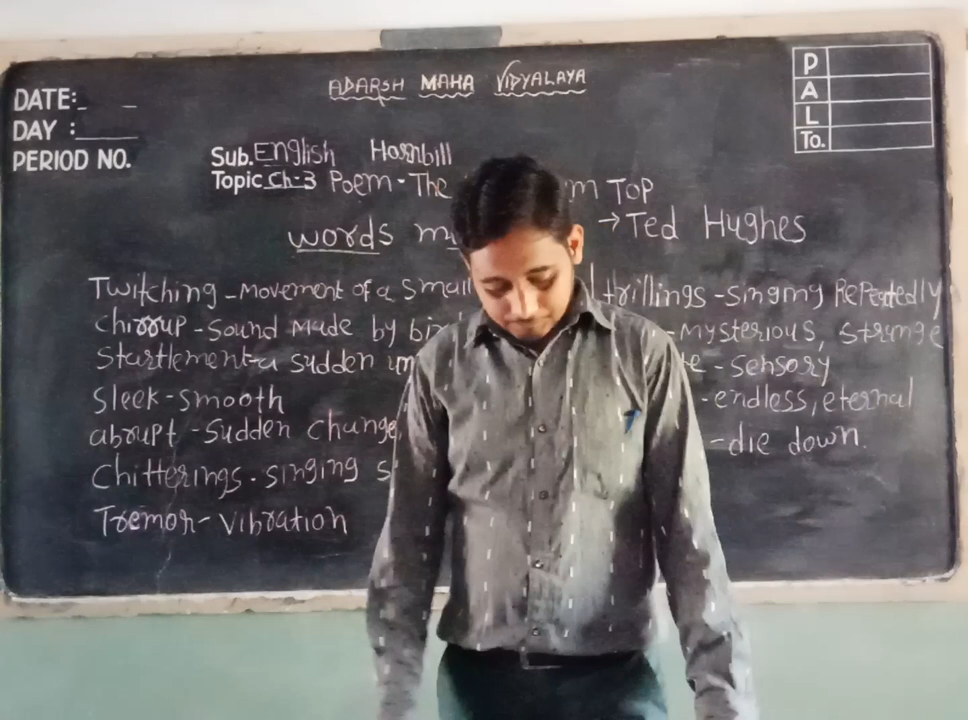 ADARSH MAHA VIDYALAYA
DATE:
DAY :
PERIOD NO.
P
A
L
To.
Sub. English Hornbill
Topic Ch-3 Poem - The TOP
words
→ Ted Hughes
Twitching - movement of a small trillings - singing Repeatedly
Chirrup - sound made by - mysterious, strange
Startlement - a sudden - sensory
Sleek - smooth - endless, eternal
abrupt - sudden change - die down.
Chitterings - singing
Tremor - vibration